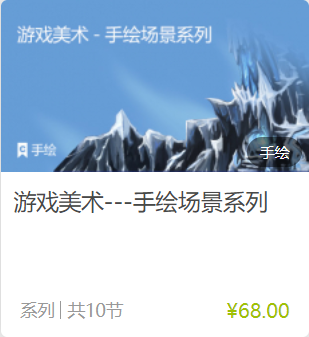 游戏美术 - 手绘场景系列
手绘
手绘
游戏美术---手绘场景系列
系列│共10节
¥68.00